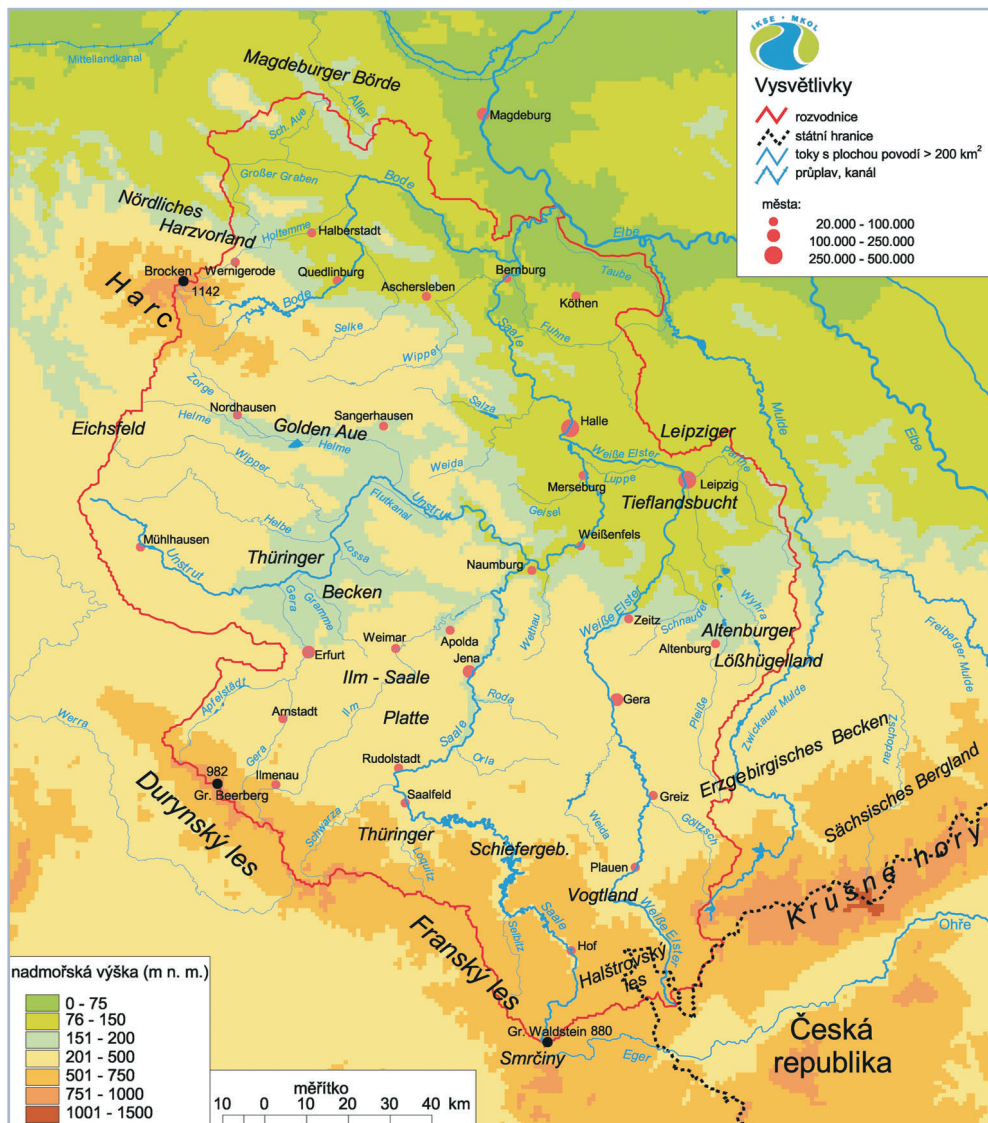 IKSE • MKOL
Vysvětlivky
rozvodnice
státní hranice
toky s plochou povodí > 200 km²
průplav, kanál
města:
20.000 - 100.000
100.000 - 250.000
250.000 - 500.000
Mittellandkanal
Magdeburger Börde
Aller
Sch. Aue
Magdeburg
Großer Graben
Bode
Nördliches
Harzvorland
Holtemme
Halberstadt
Elbe
Wernigerode
Brocken
1142
Harc
Quedlinburg
Bode
Aschersleben
Bernburg
Taube
Köthen
Saale
Fuhne
Selke
Wipper
Zorge
Nordhausen
Salza
Sangerhausen
Golden Aue
Helme
Helme
Eichsfeld
Wipper
Weida
Halle
Leipziger
Mulde
Elbe
Weiße Elster
Parthe
Merseburg
Luppe
Leipzig
Tieflandsbucht
Unstrut
Flutkanal
Geisel
Weißenfels
Helbe
Mühlhausen
Unstrut
Thüringer
Lossa
Naumburg
Becken
Gera
Gramme
Wethau
Weiße Elster
Zeitz
Schnauder
Wyhra
Altenburger
Altenburg
Lößhügelland
Freiberger Mulde
Weimar
Apolda
Erfurt
Jena
Ilm - Saale
Platte
Apfelstädt
Werra
Arnstadt
Ilm
Gera
Saale
Roda
Gera
Pleiße
Zwickauer Mulde
Zschopau
Orla
Rudolstadt
982
Gr. Beerberg
Ilmenau
Saalfeld
Durynský les
Schwarza
Thüringer
Schiefergeb.
Loquitz
Weida
Greiz
Göltzsch
Erzgebirgisches Becken
Sächsisches Bergland
Krušné hory
Plauen
Vogtland
Saale
Selbitz
Weiße Elster
Ohře
Hof
Franský les
Halštrovský
les
Gr. Waldstein 880
Smrčiny
Eger
Česká
republika
nadmořská výška (m n. m.)
0 - 75
76 - 150
151 - 200
201 - 500
501 - 750
751 - 1000
1001 - 1500
měřítko
10 0 10 20 30 40 km